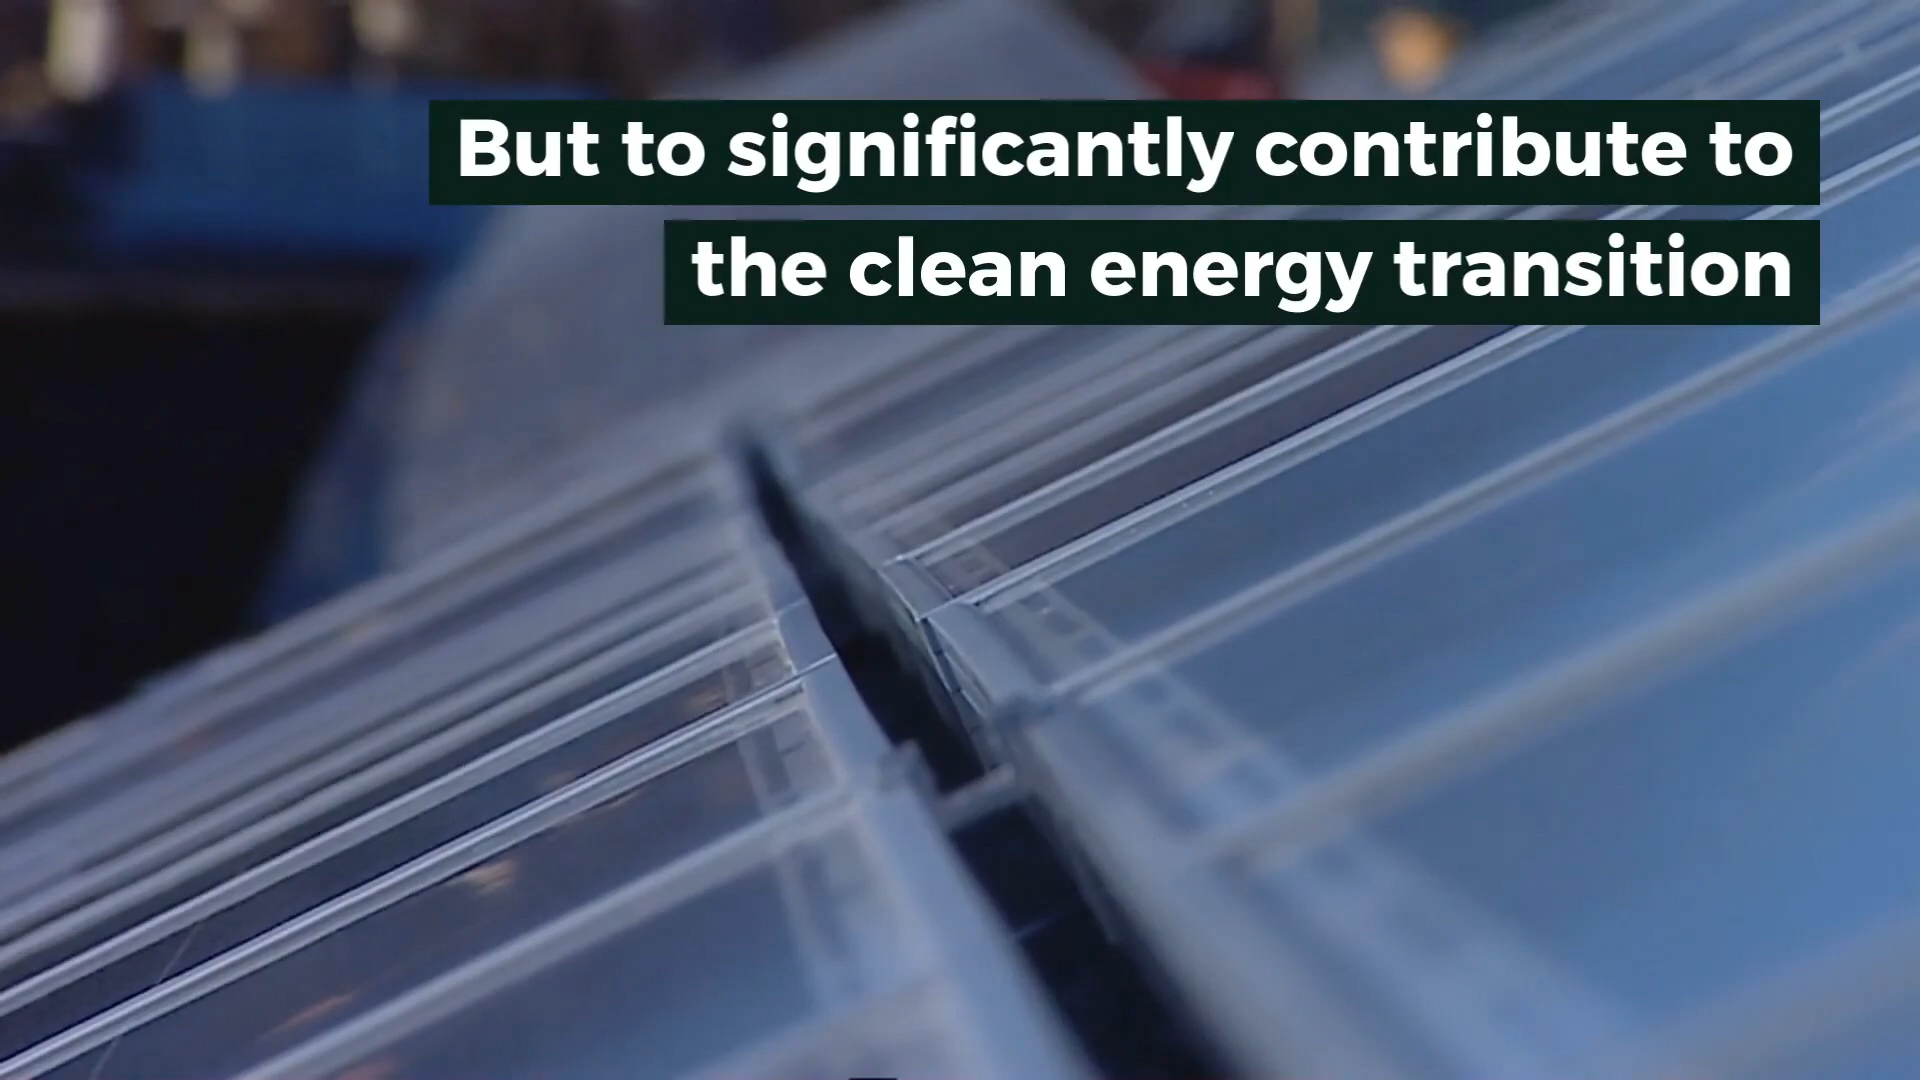 But to significantly contribute to
the clean energy transition